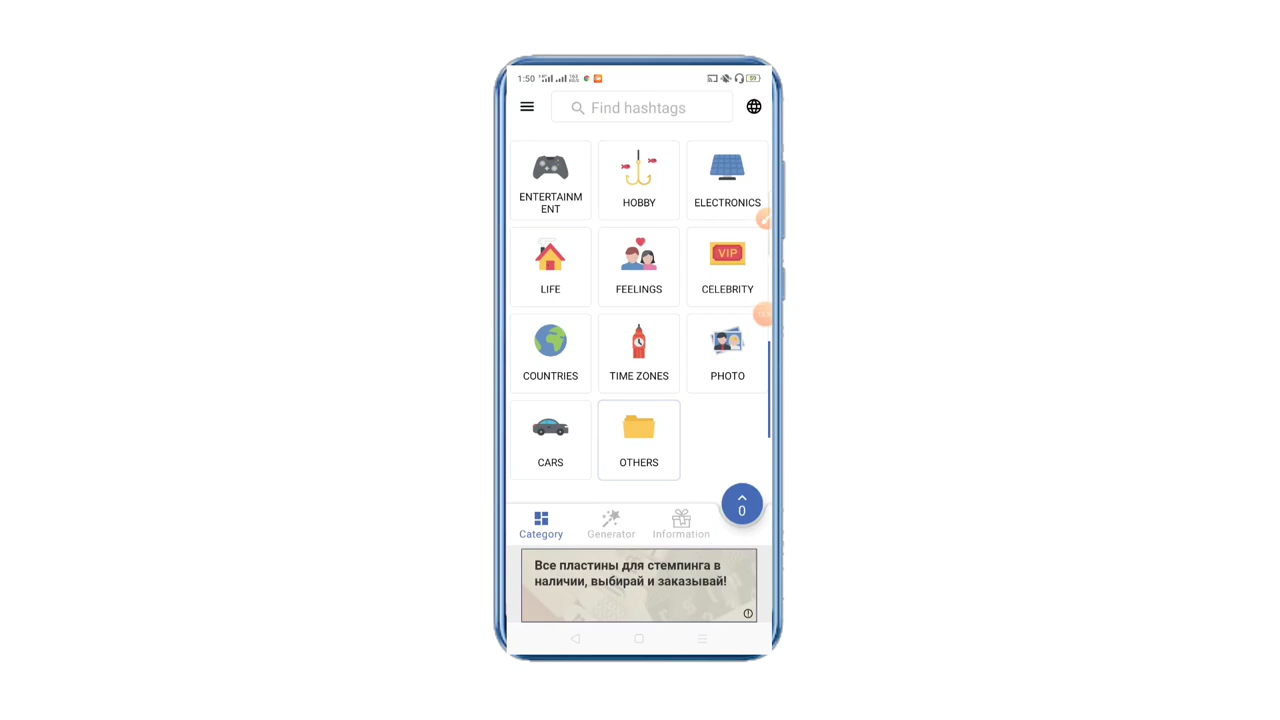 1:50
59
Find hashtags
ENTERTAINM
ENT
HOBBY
ELECTRONICS
LIFE
FEELINGS
VIP
CELEBRITY
COUNTRIES
TIME ZONES
PHOTO
CARS
OTHERS
0
Category
Generator
Information
Все пластины для стемпинга в
наличии, выбирай и заказывай!